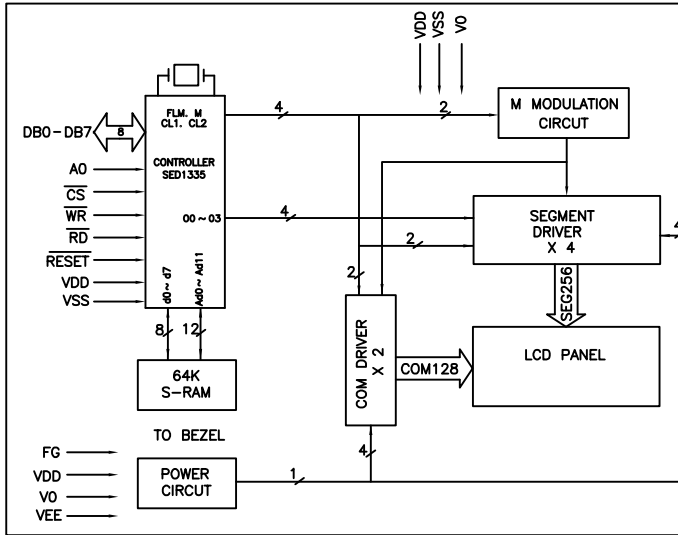 VDD
VSS
V0
4
2
FLM. M
CL1. CL2
M MODULATION
CIRCUT
DB0-DB7
8
CONTROLLER
SED1335
A0
CS
WR
RD
RESET
VDD
VSS
00~03
4
SEGMENT
DRIVER
X 4
4
2
2
d0~ d7
Ad0~ Ad11
SEG256
8
12
COM DRIVER
X 2
COM128
LCD PANEL
64K
S-RAM
TO BEZEL
FG
VDD
V0
VEE
POWER
CIRCUT
1
4